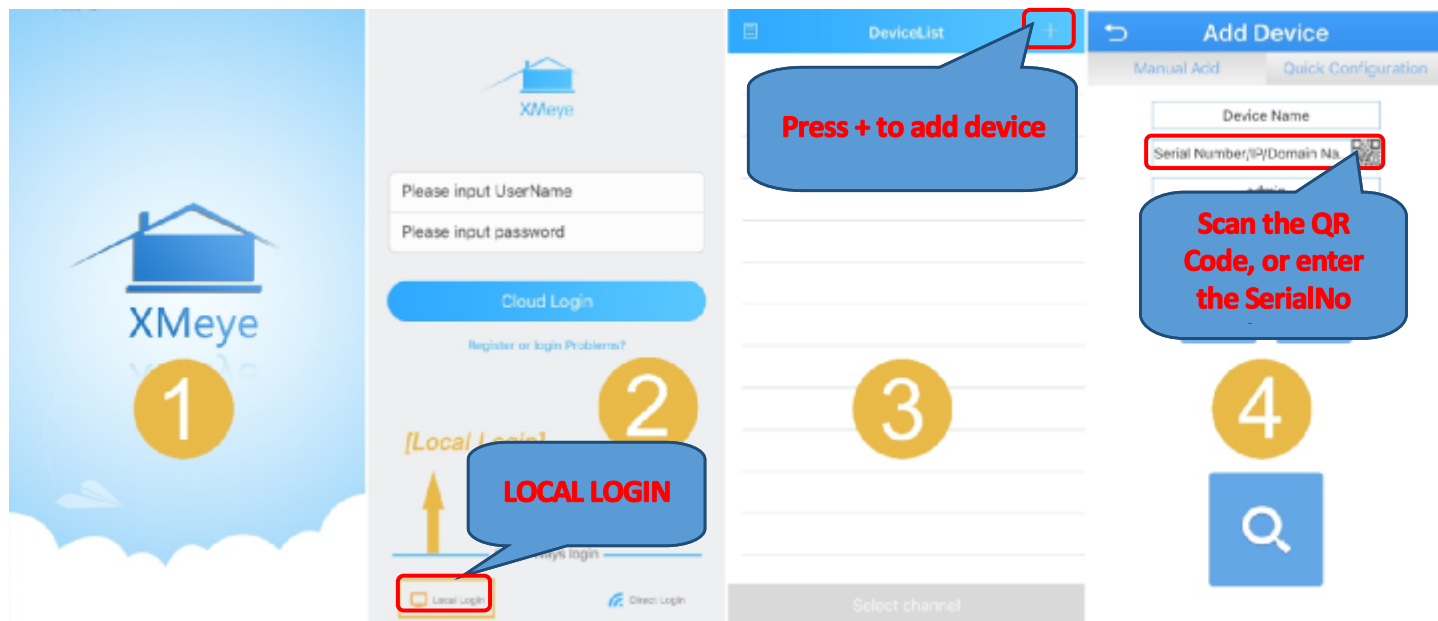 XMeye
1
XMeye
Please input UserName
Please input password
Cloud Login
Register or login Problems?
2
[Local Login]
LOCAL LOGIN
ays login
Local Login
Direct Login
DeviceList
+
Press + to add device
3
Select channel
Add Device
Manual Add
Quick Configuration
Device Name
Serial Number/IP/Domain Na..
Scan the QR
Code, or enter
the SerialNo
4